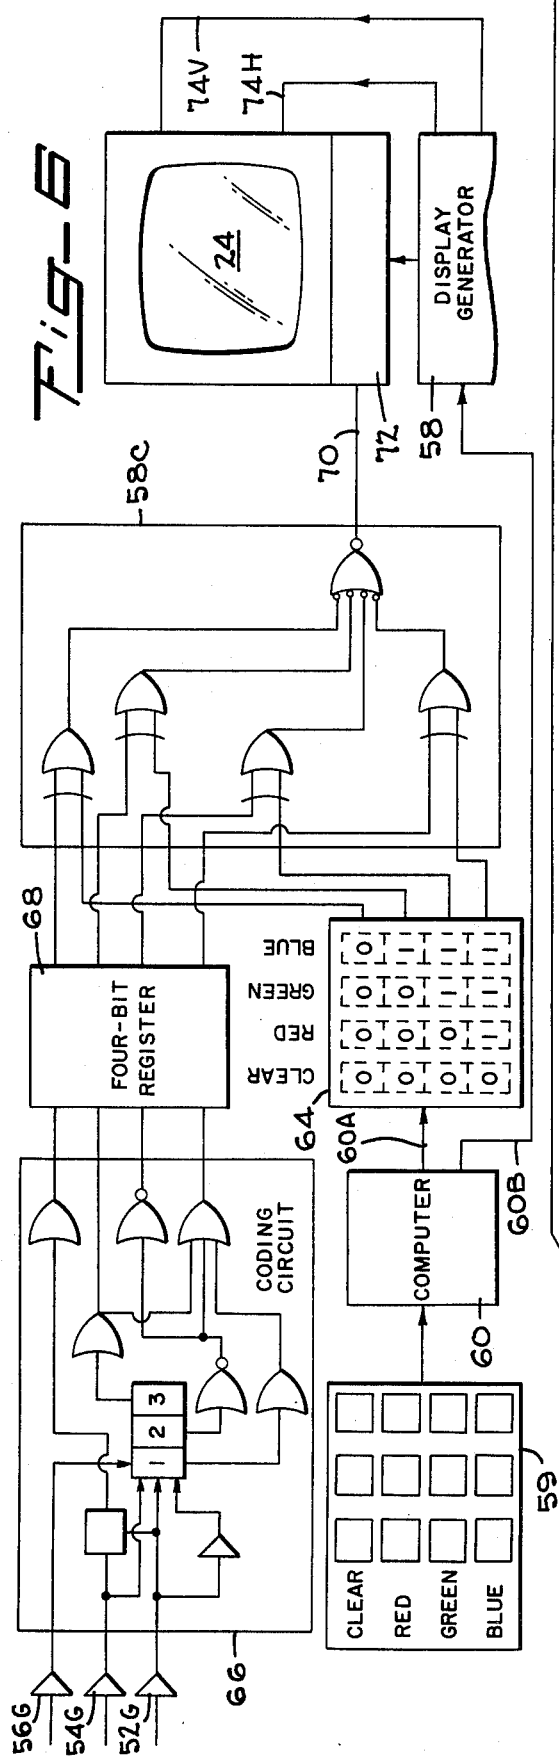 Fig-6
74V
74H
24
DISPLAY
GENERATOR
58
72
70
58C
68
FOUR-BIT
REGISTER
BLUE
GREEN
RED
CLEAR
0 1 1 1
0 0 1 1
0 0 0 1
0 0 0 0
64
60A
60B
COMPUTER
60
CODING
CIRCUIT
1 2 3
66
56G
54G
52G
CLEAR
RED
GREEN
BLUE
59